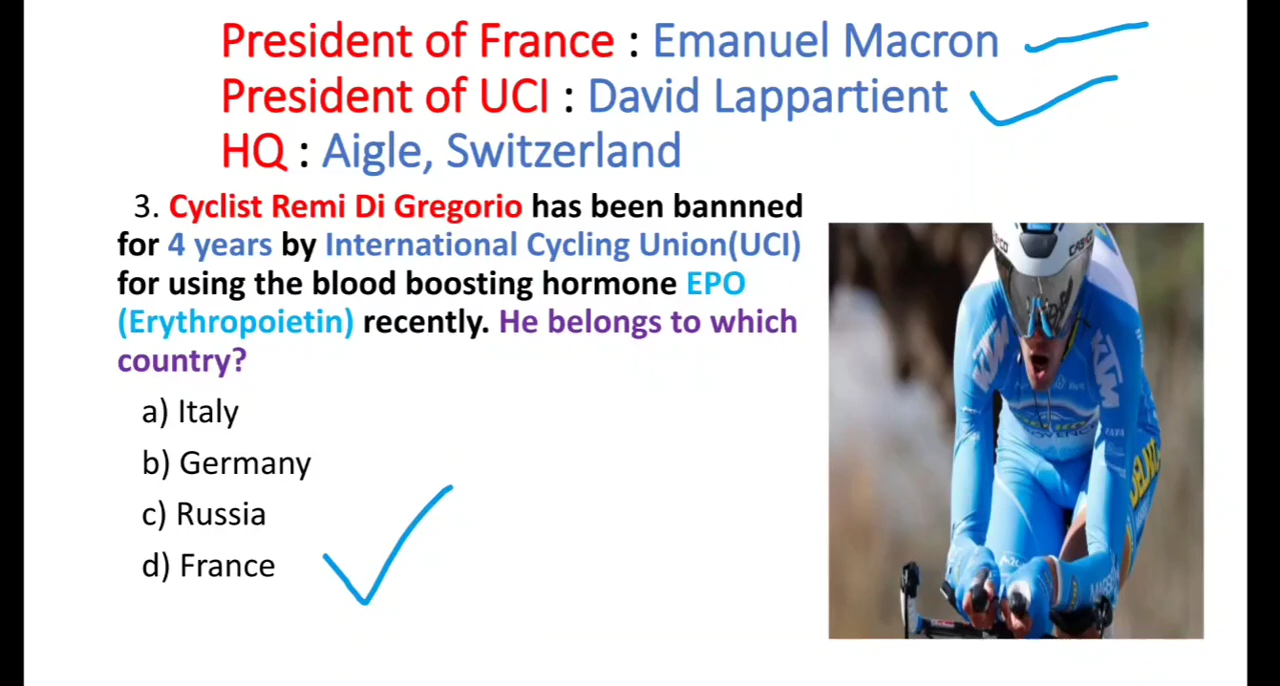 President of France : Emanuel Macron
President of UCI : David Lappartient
HQ : Aigle, Switzerland
3. Cyclist Remi Di Gregorio has been bannned
for 4 years by International Cycling Union(UCI)
for using the blood boosting hormone EPO
(Erythropoietin) recently. He belongs to which
country?
a) Italy
b) Germany
c) Russia
d) France
KTM
KTM